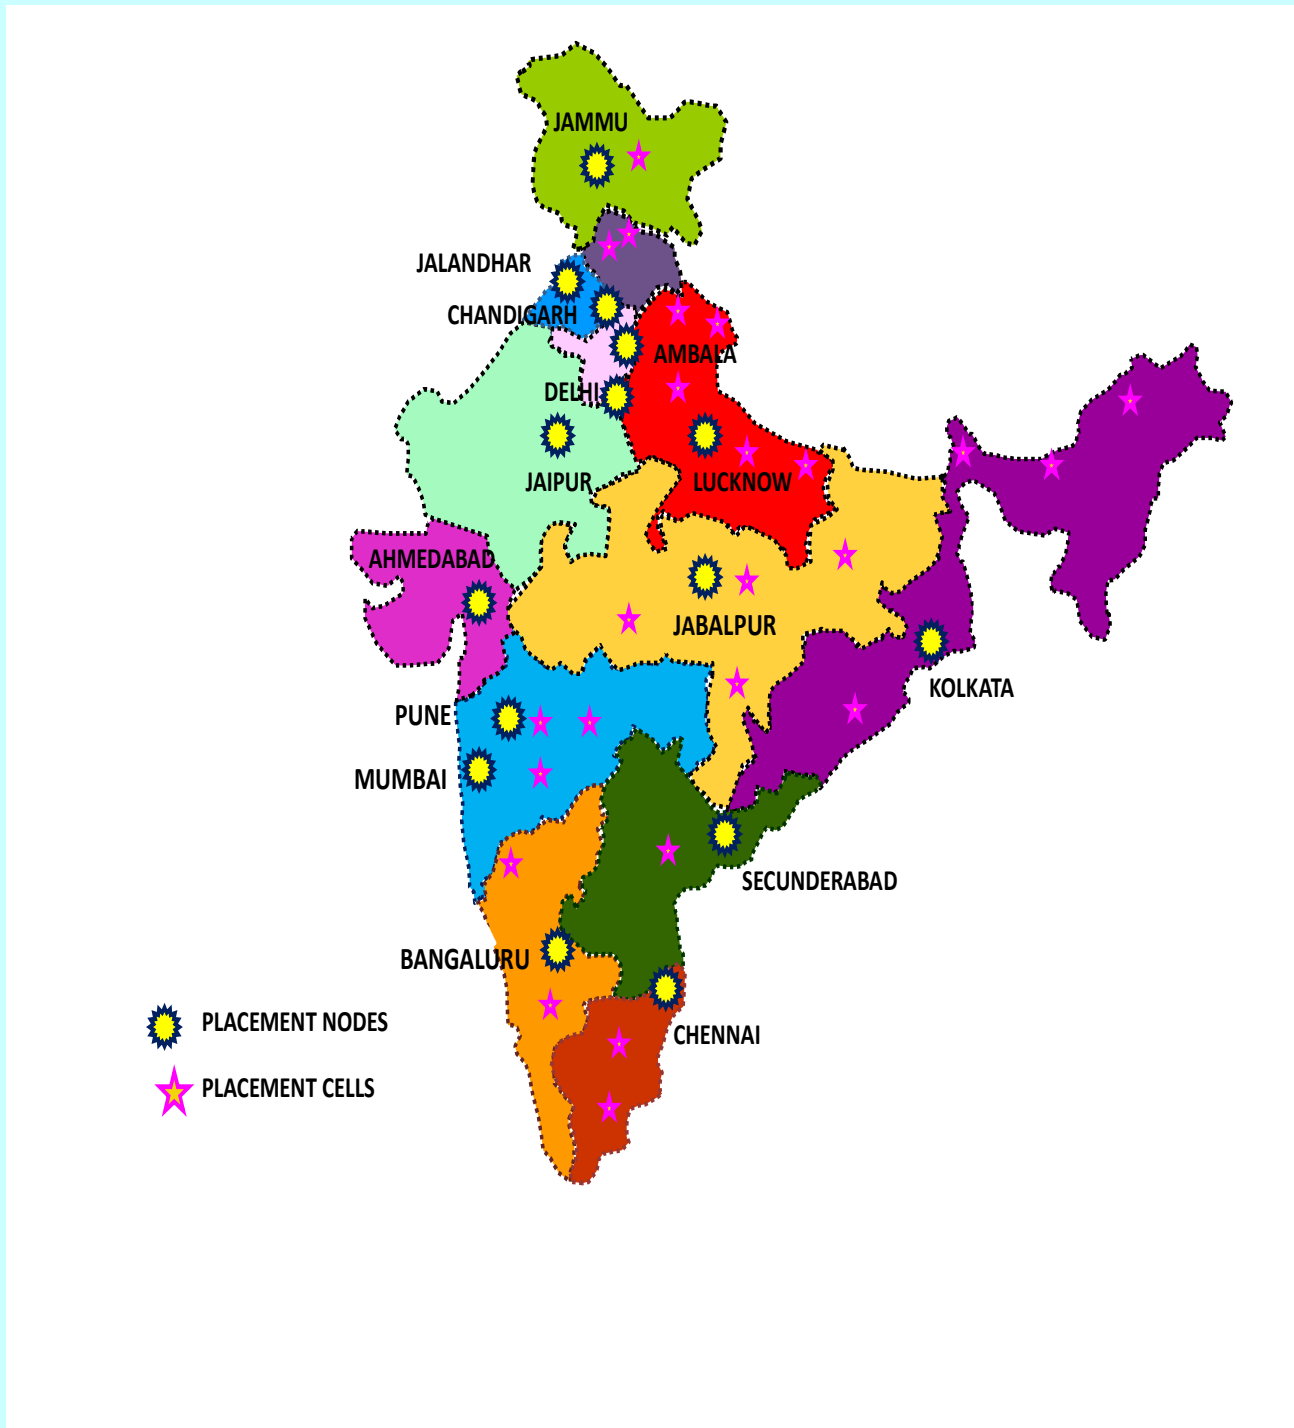 JAMMU
JALANDHAR
CHANDIGARH
AMBALA
DELHI
JAIPUR
LUCKNOW
AHMEDABAD
JABALPUR
KOLKATA
PUNE
MUMBAI
SECUNDERABAD
BANGALURU
PLACEMENT NODES
CHENNAI
PLACEMENT CELLS